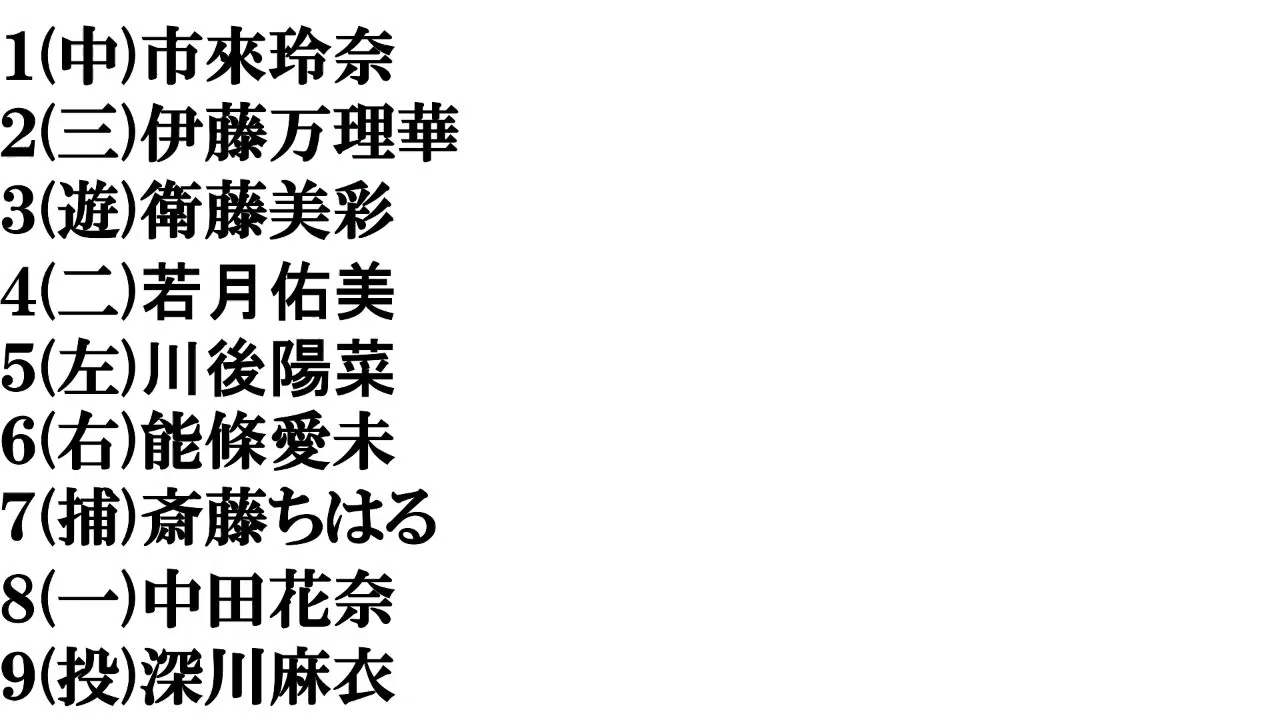 1(中)市來玲奈
2(三)伊藤万理華
3(遊)衛藤美彩
4(二)若月佑美
5(左)川後陽菜
6(右)能條愛未
7(捕)斎藤ちはる
8(一)中田花奈
9(投)深川麻衣